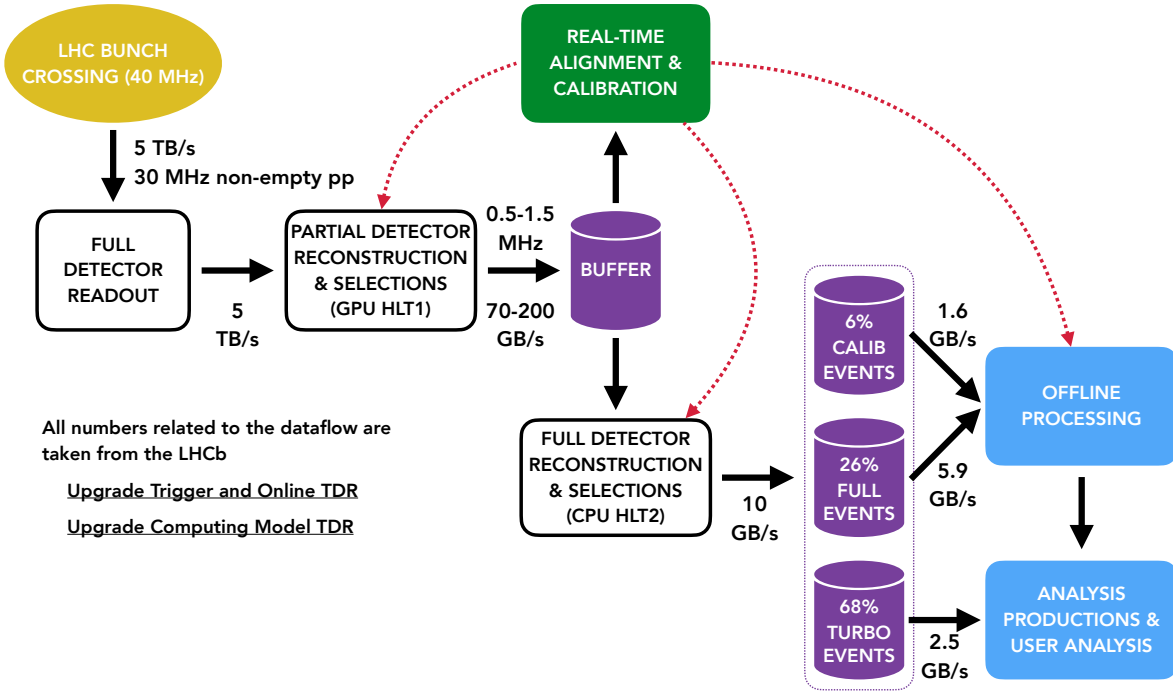 LHC BUNCH
CROSSING (40 MHz)
REAL-TIME
ALIGNMENT &
CALIBRATION
5 TB/s
30 MHz non-empty pp
FULL
DETECTOR
READOUT
5
TB/s
PARTIAL DETECTOR
RECONSTRUCTION
& SELECTIONS
(GPU HLT1)
0.5-1.5
MHz
70-200
GB/s
BUFFER
FULL DETECTOR
RECONSTRUCTION
& SELECTIONS
(CPU HLT2)
10
GB/s
6%
CALIB
EVENTS
1.6
GB/s
26%
FULL
EVENTS
5.9
GB/s
68%
TURBO
EVENTS
2.5
GB/s
OFFLINE
PROCESSING
ANALYSIS
PRODUCTIONS &
USER ANALYSIS
All numbers related to the dataflow are
taken from the LHCb
Upgrade Trigger and Online TDR
Upgrade Computing Model TDR